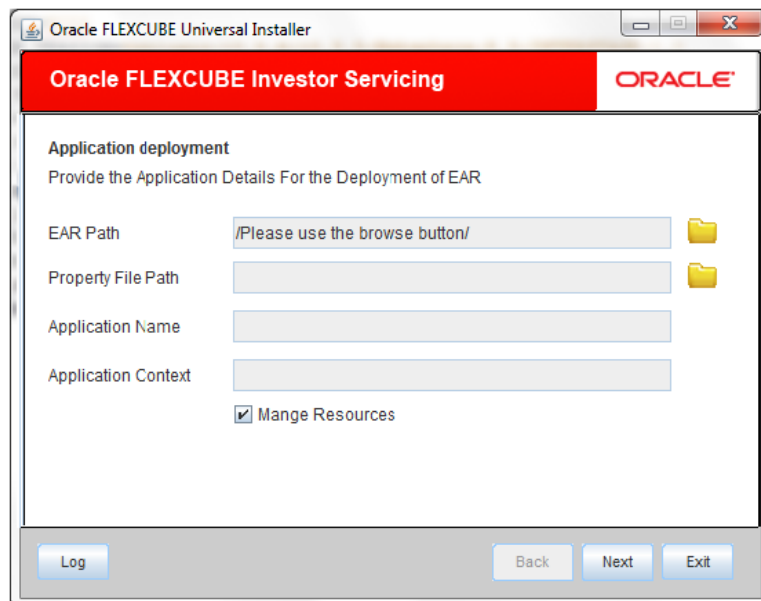 Oracle FLEXCUBE Universal Installer
Oracle FLEXCUBE Investor Servicing
ORACLE
Application deployment
Provide the Application Details For the Deployment of EAR
EAR Path /Please use the browse button/
Property File Path
Application Name
Application Context
Mange Resources
Log Back Next Exit